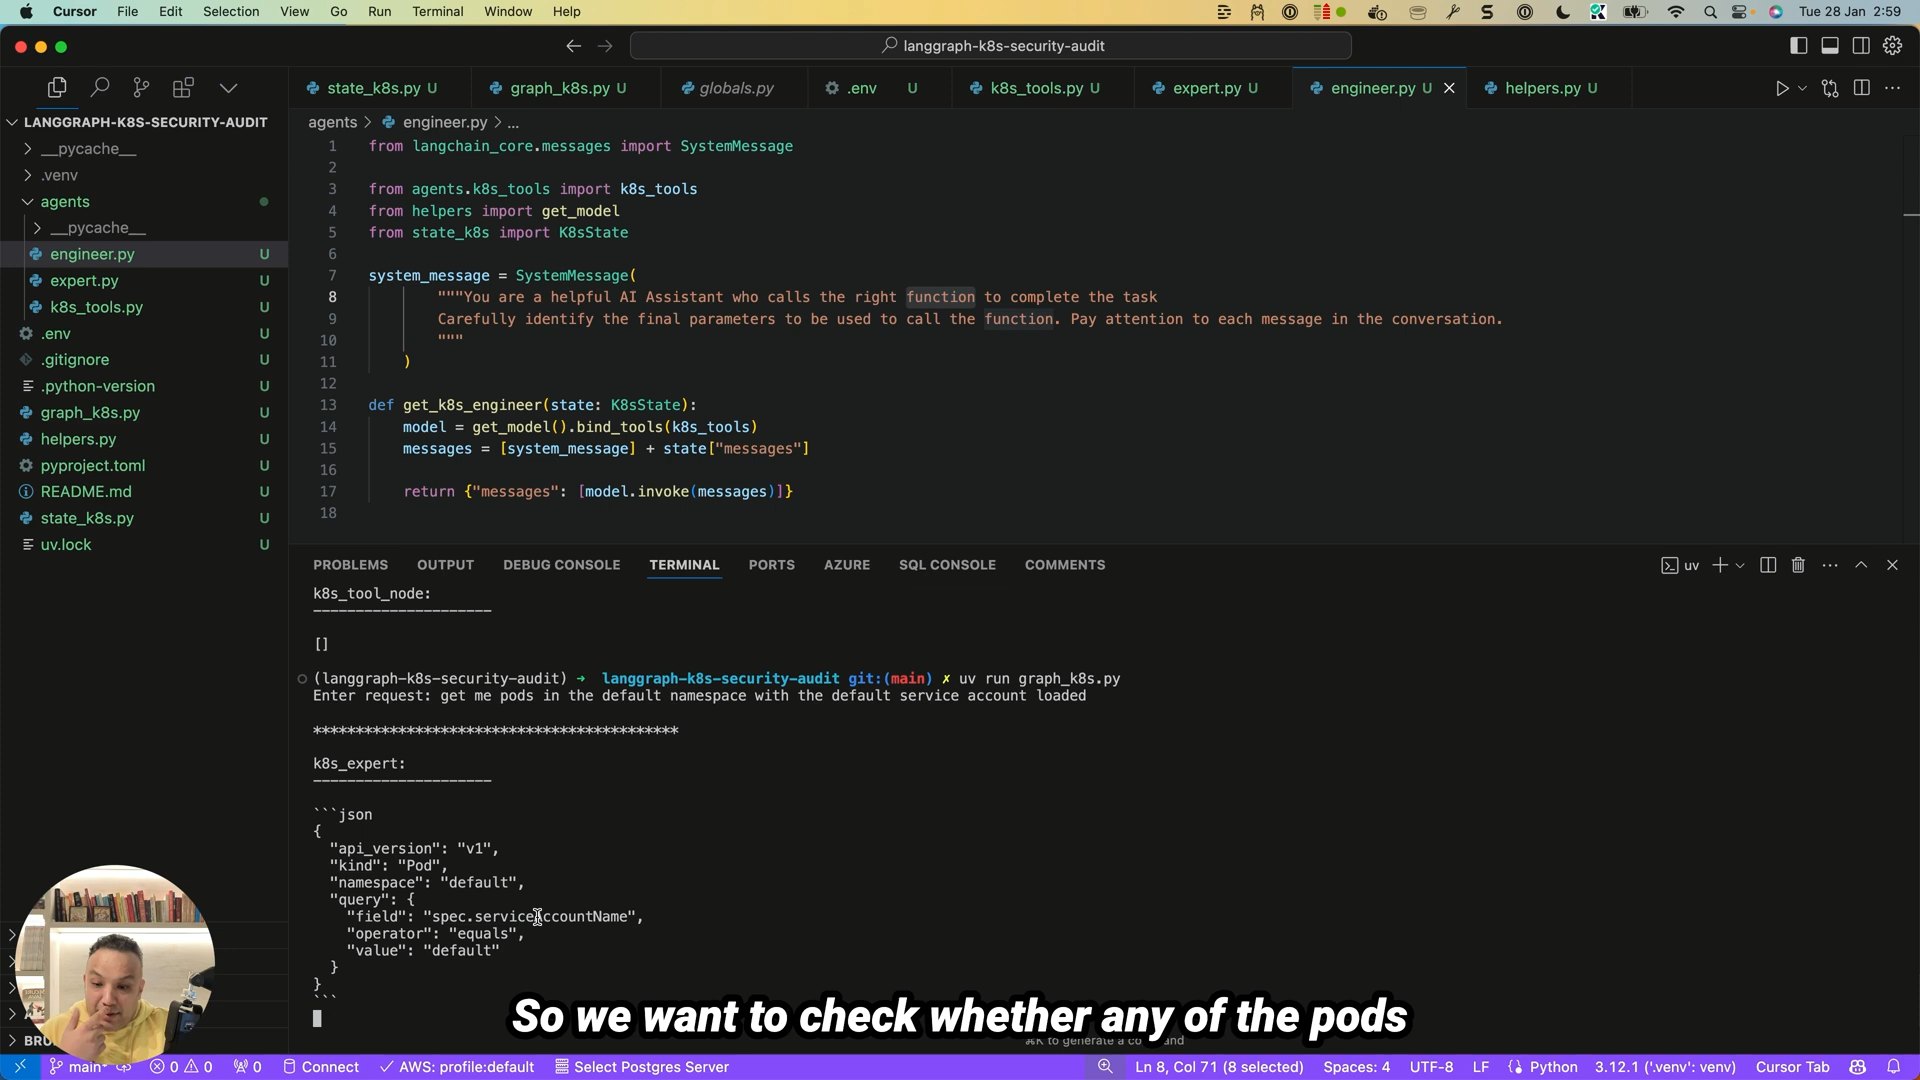 Cursor File Edit Selection View Go Run Terminal Window Help Tue 28 Jan 2:59
langgraph-k8s-security-audit
state_k8s.py U graph_k8s.py U globals.py .env U k8s_tools.py U expert.py U engineer.py U helpers.py U
LANGGRAPH-K8S-SECURITY-AUDIT
__pycache__
.venv
agents
__pycache__
engineer.py U
expert.py U
k8s_tools.py U
.env U
.gitignore U
.python-version U
graph_k8s.py U
helpers.py U
pyproject.toml U
README.md U
state_k8s.py U
uv.lock U
agents > engineer.py > ...
1 from langchain_core.messages import SystemMessage
2
3 from agents.k8s_tools import k8s_tools
4 from helpers import get_model
5 from state_k8s import K8sState
6
7 system_message = SystemMessage(
8 """You are a helpful AI Assistant who calls the right function to complete the task
9 Carefully identify the final parameters to be used to call the function. Pay attention to each message in the conversation.
10 """
11 )
12
13 def get_k8s_engineer(state: K8sState):
14 model = get_model().bind_tools(k8s_tools)
15 messages = [system_message] + state["messages"]
16
17 return {"messages": [model.invoke(messages)]}
18
PROBLEMS OUTPUT DEBUG CONSOLE TERMINAL PORTS AZURE SQL CONSOLE COMMENTS uv
k8s_tool_node:
---------------------
[]
(langgraph-k8s-security-audit) → langgraph-k8s-security-audit git:(main) ✗ uv run graph_k8s.py
Enter request: get me pods in the default namespace with the default service account loaded
*******************************************
k8s_expert:
---------------------
```json
{
"api_version": "v1",
"kind": "Pod",
"namespace": "default",
"query": {
"field": "spec.serviceAccountName",
"operator": "equals",
"value": "default"
}
}
```
So we want to check whether any of the pods
main* 0 0 0 Connect AWS: profile:default Select Postgres Server Ln 8, Col 71 (8 selected) Spaces: 4 UTF-8 LF Python 3.12.1 ('.venv': venv) Cursor Tab